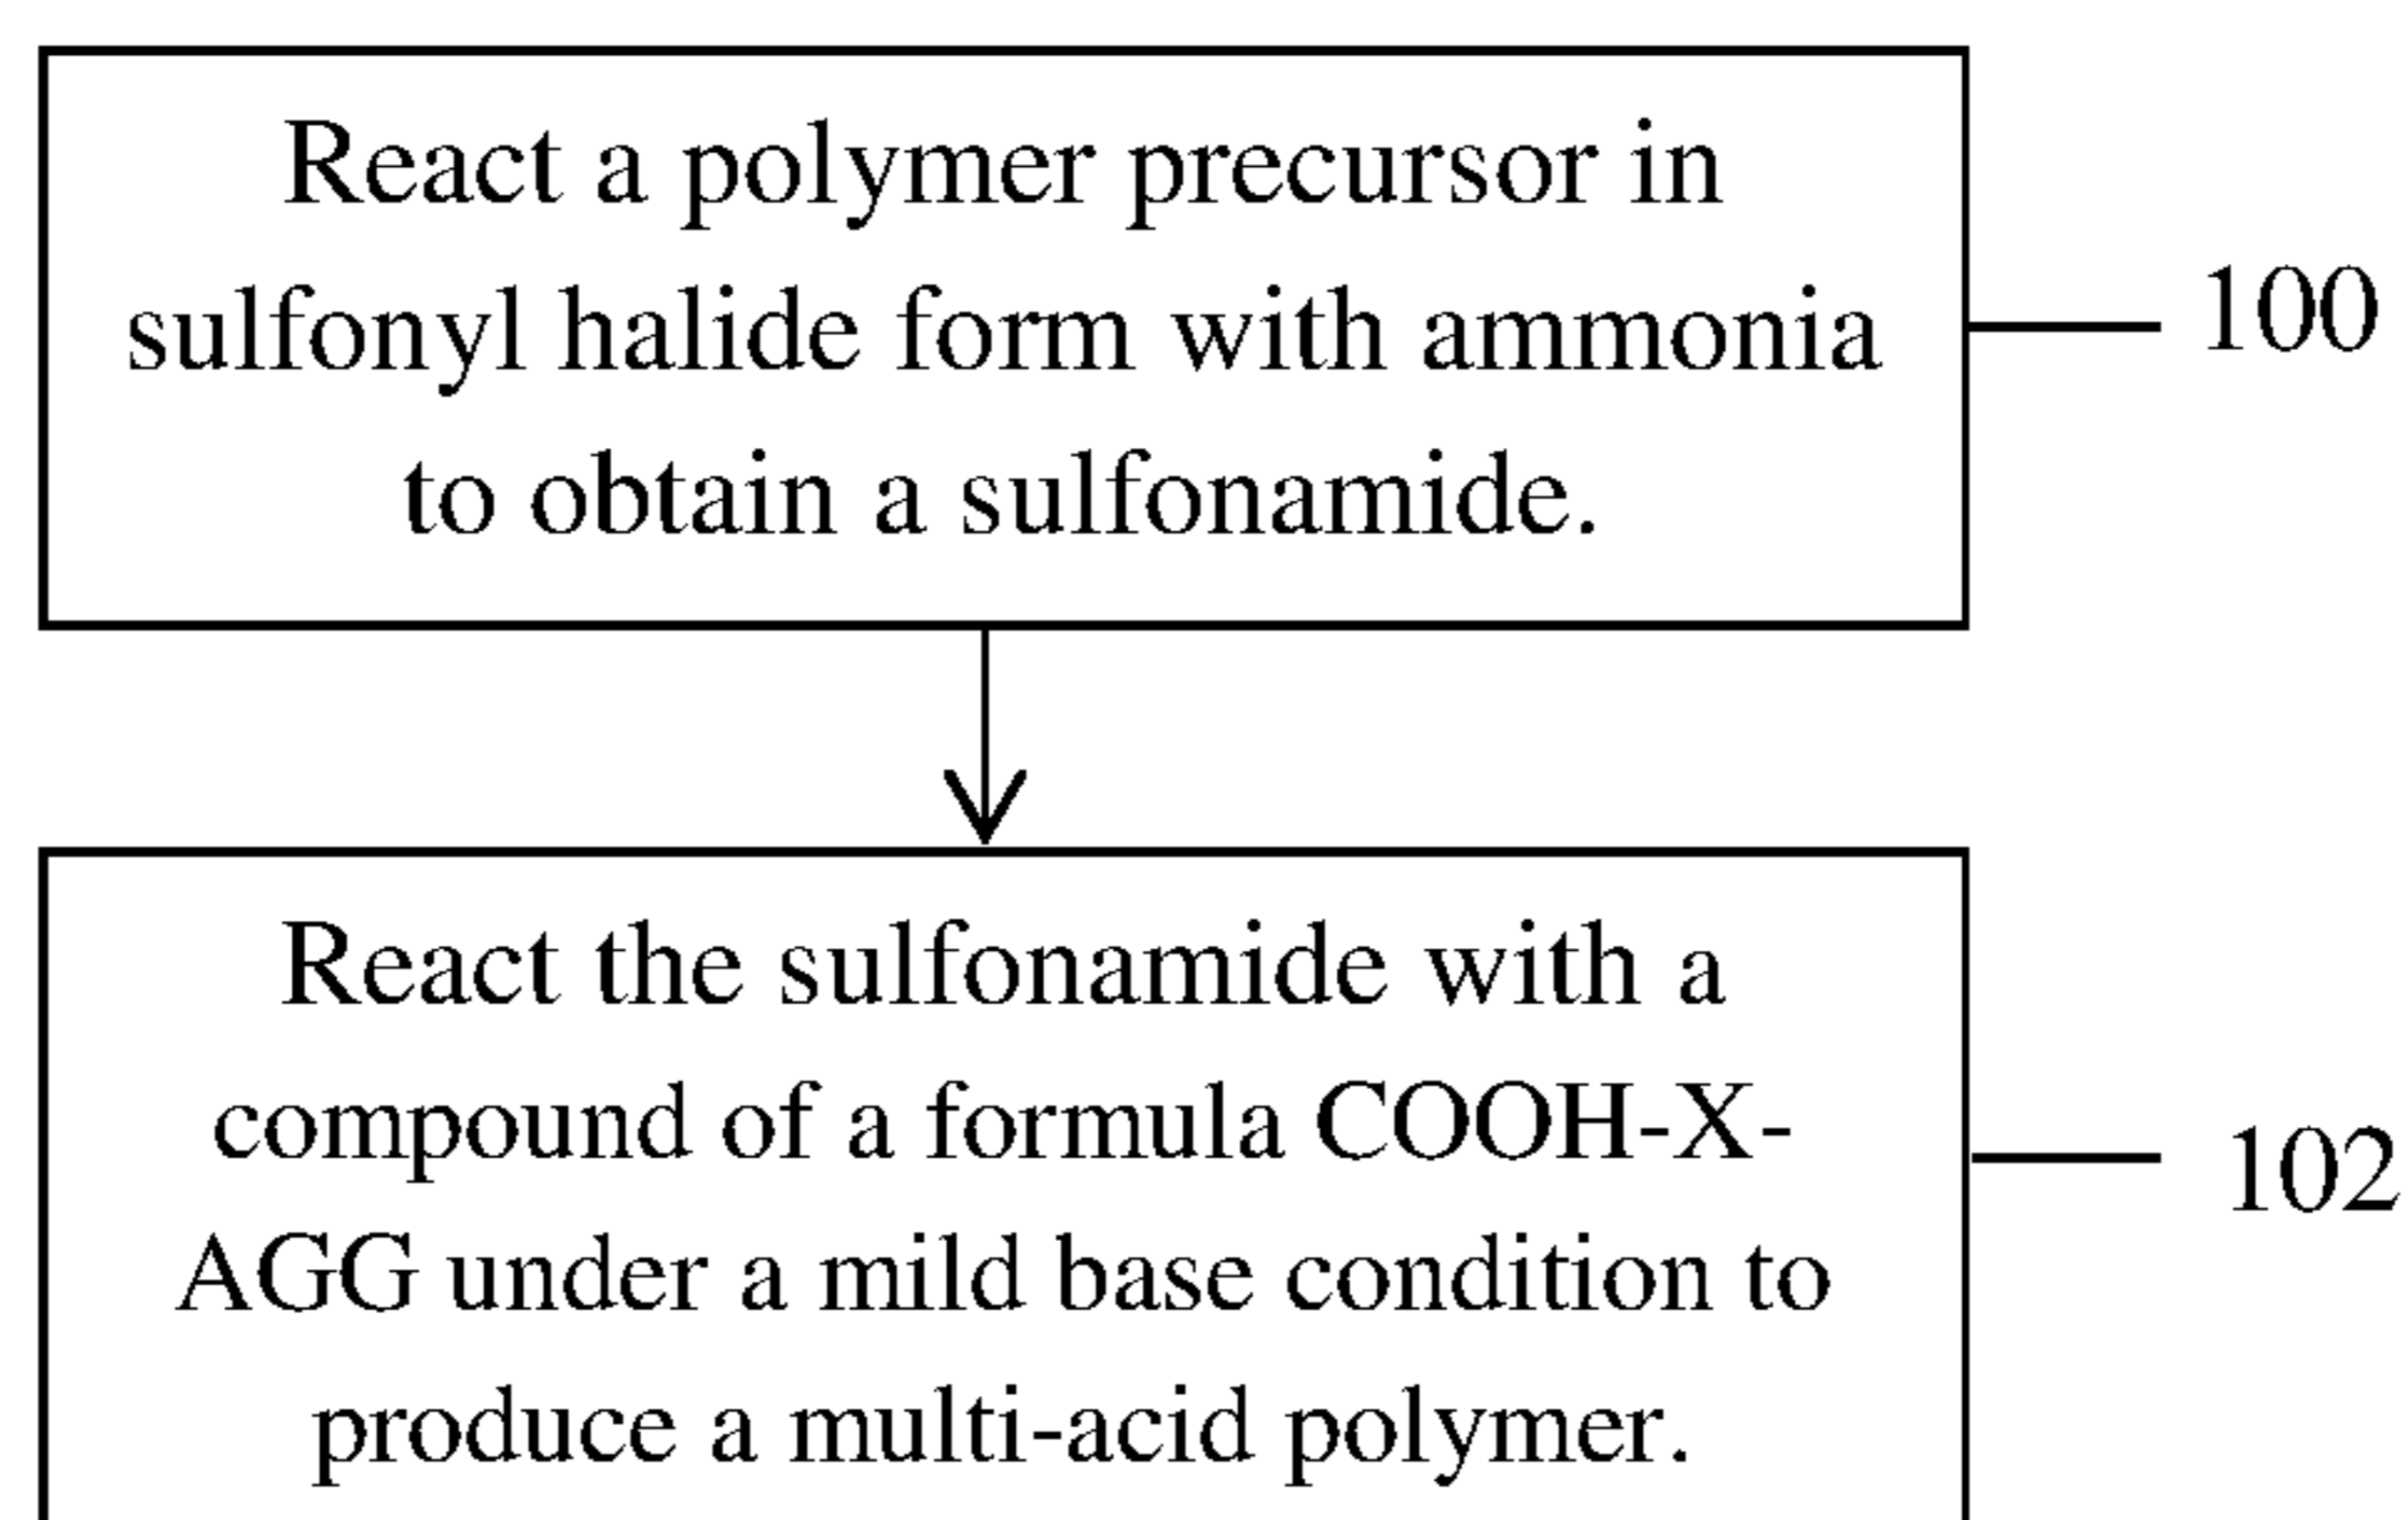 React a polymer precursor in
sulfonyl halide form with ammonia
to obtain a sulfonamide.
100
React the sulfonamide with a
compound of a formula COOH-X-
AGG under a mild base condition to
produce a multi-acid polymer.
102